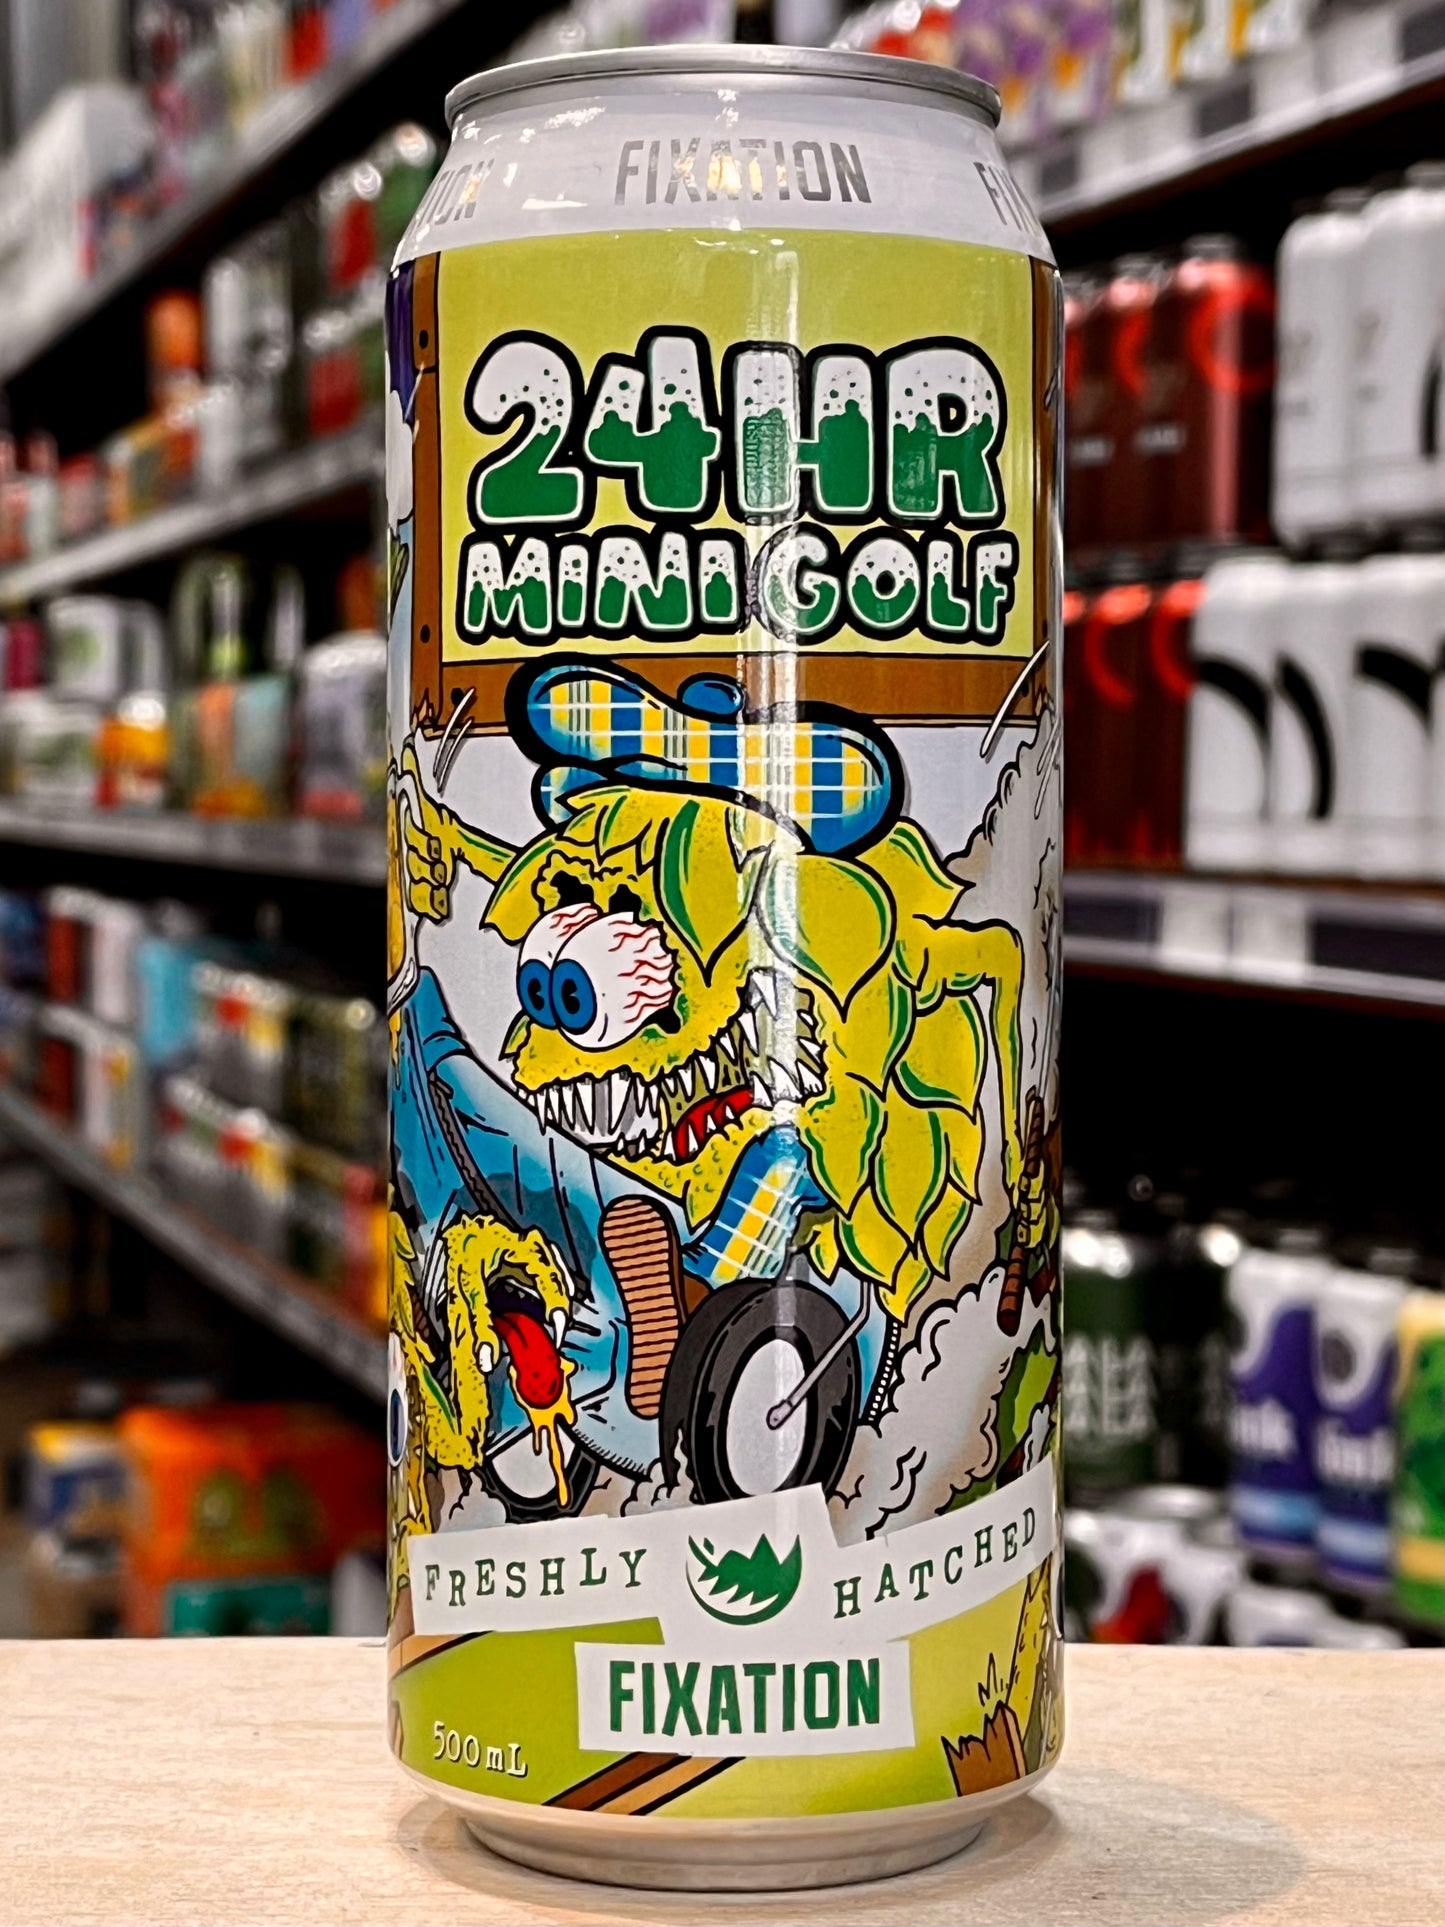 FIXATION
24HR
MINI GOLF
FRESHLY HATCHED
FIXATION
500mL